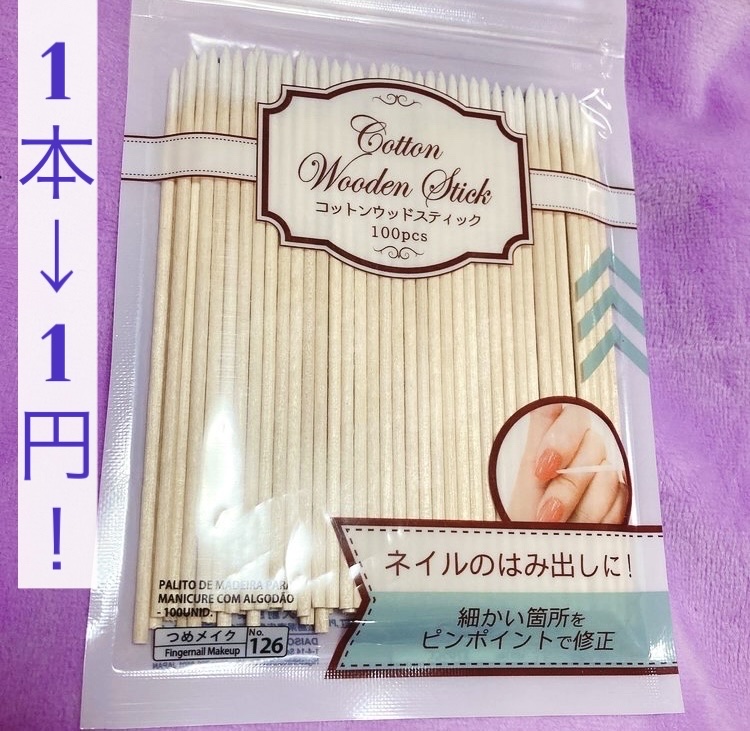 1本→1円！
Cotton
Wooden Stick
コットンウッドスティック
100pcs
ネイルのはみ出しに!
細かい箇所を
ピンポイントで修正
PALITO DE MADEIRA PARA
MANICURE COM ALGODÃO
- 100UNID.
つめメイク
Fingernail Makeup
No.
126